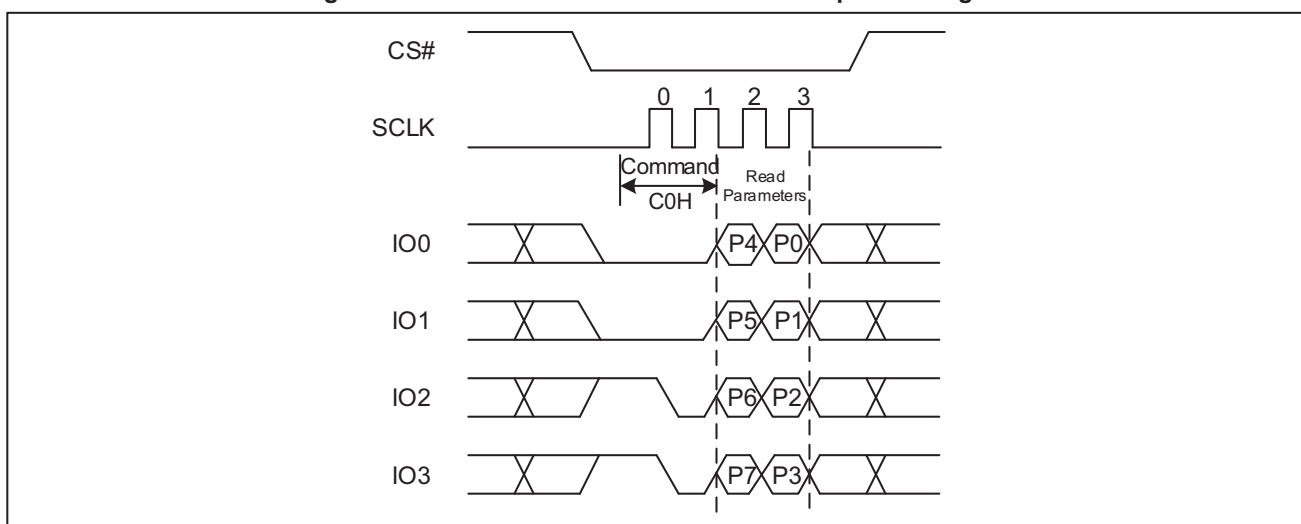 CS#
0 1 2 3
SCLK
Command
C0H
Read
Parameters
IO0 P4 P0
IO1 P5 P1
IO2 P6 P2
IO3 P7 P3